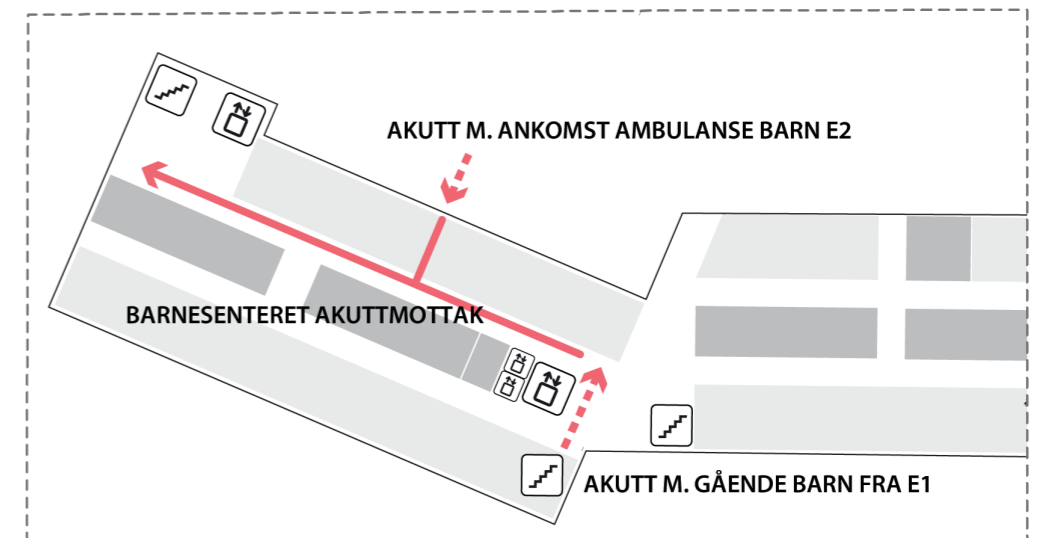 AKUTT M. ANKOMST AMBULANSE BARN E2
BARNESENTERET AKUTTMOTTAK
AKUTT M. GÅENDE BARN FRA E1